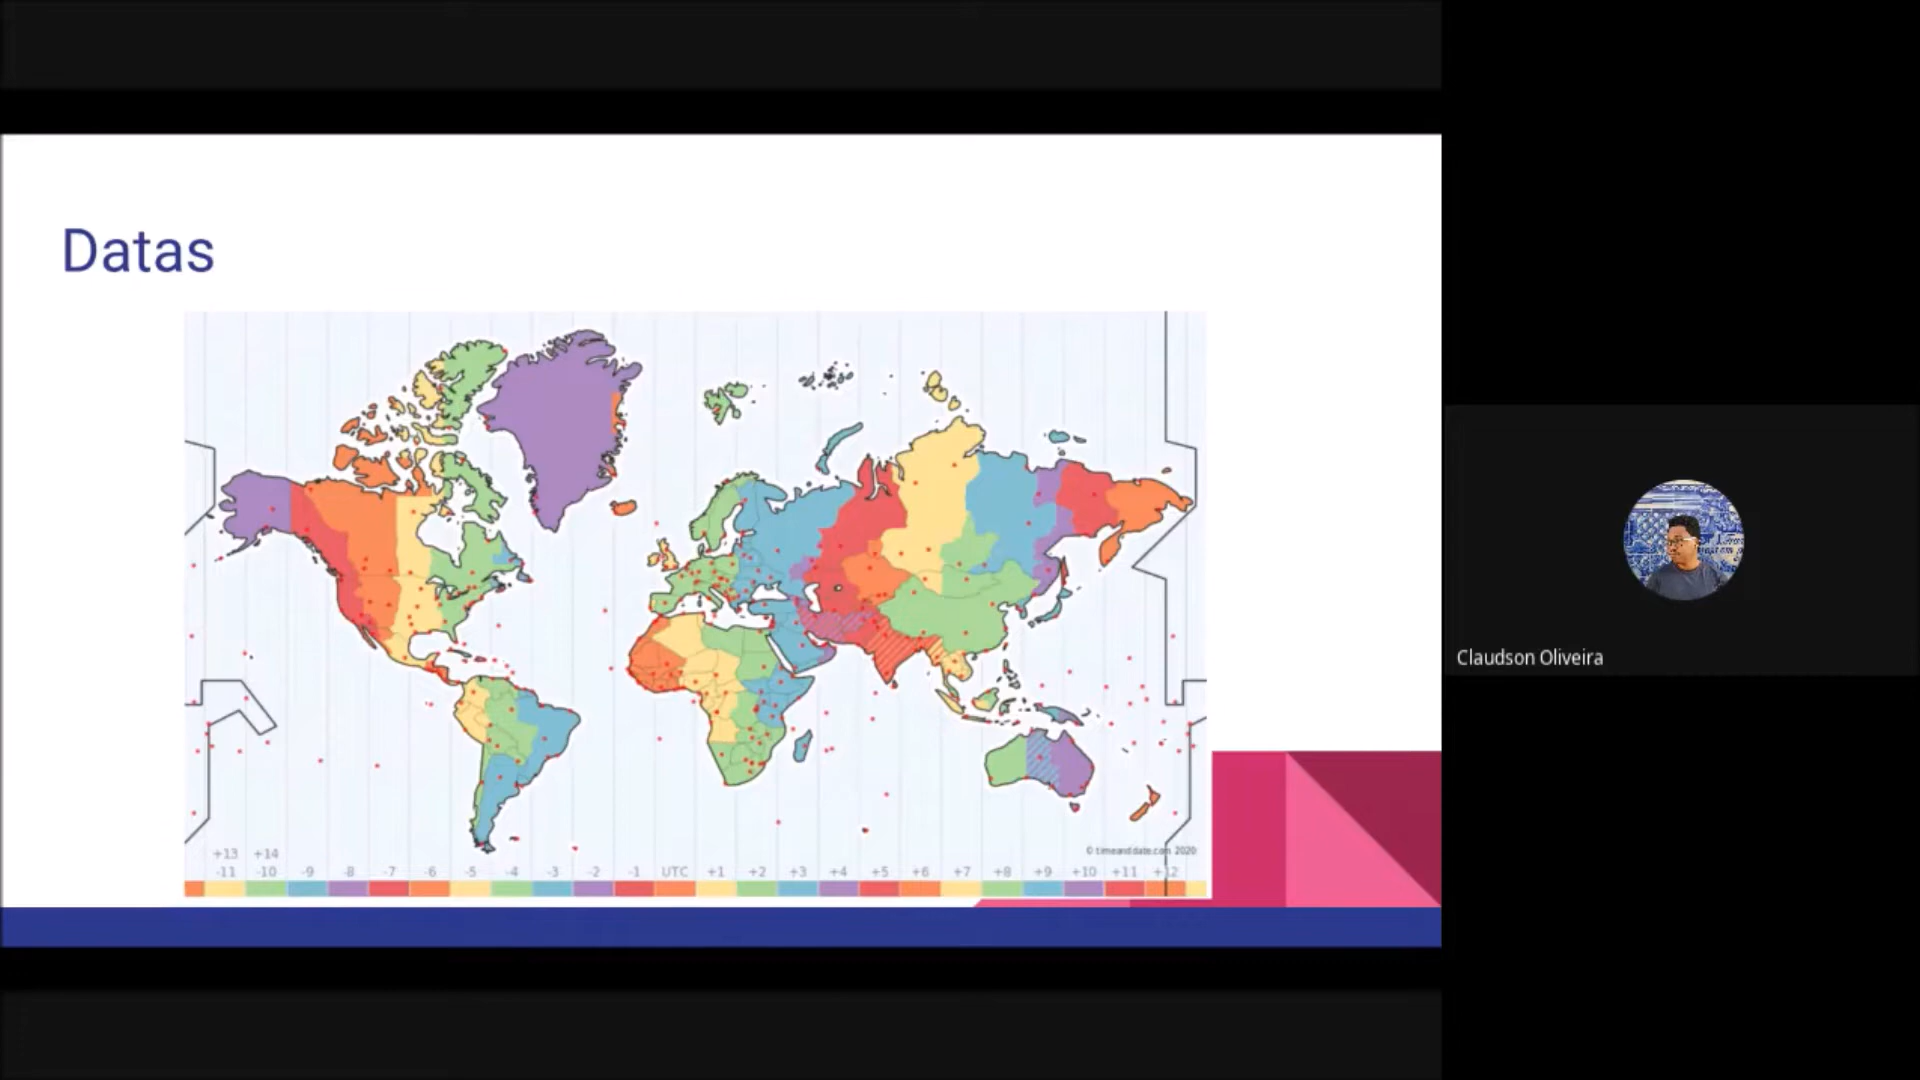 Datas
+13 +14
-11 -10 -9 -8 -7 -6 -5 -4 -3 -2 -1 UTC +1 +2 +3 +4 +5 +6 +7 +8 +9 +10 +11 +12
© timeanddate.com 2020
Claudson Oliveira